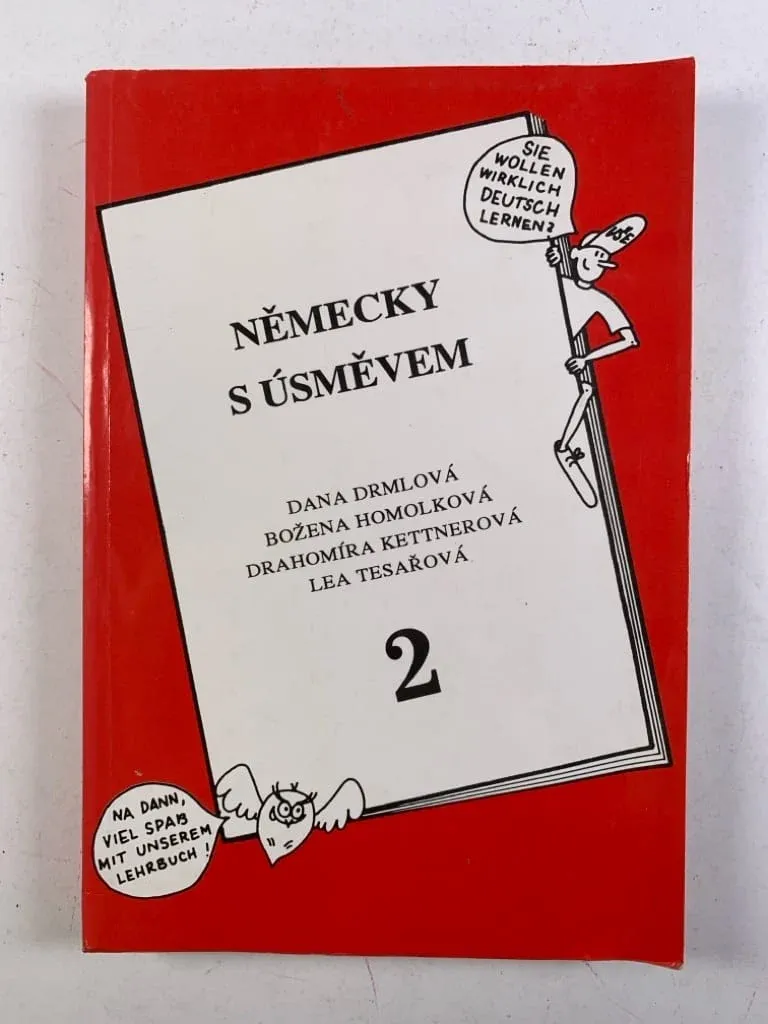 SIE
WOLLEN
WIRKLICH
DEUTSCH
LERNEN?
VŠE
NĚMECKY
S ÚSMĚVEM
DANA DRMLOVÁ
BOŽENA HOMOLKOVÁ
DRAHOMÍRA KETTNEROVÁ
LEA TESAŘOVÁ
2
NA DANN,
VIEL SPAß
MIT UNSEREM
LEHRBUCH!